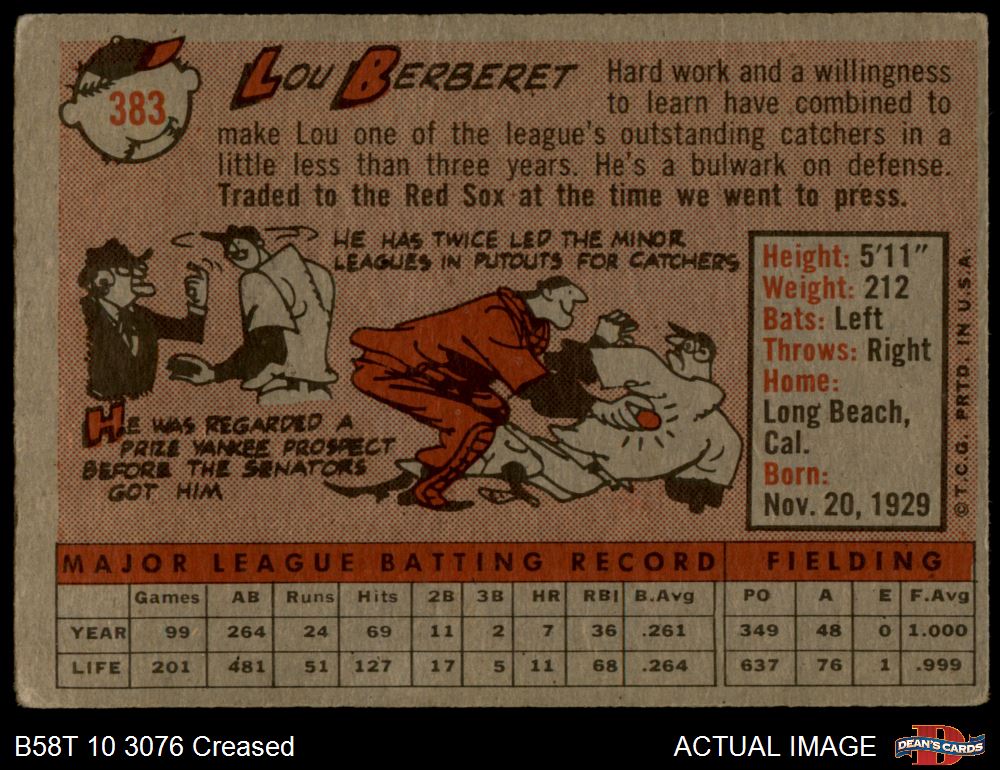 383
LOU BERBERET
Hard work and a willingness
to learn have combined to
make Lou one of the league's outstanding catchers in a
little less than three years. He's a bulwark on defense.
Traded to the Red Sox at the time we went to press.
HE HAS TWICE LED THE MINOR
LEAGUES IN PUTOUTS FOR CATCHERS
HE WAS REGARDED A
PRIZE YANKEE PROSPECT
BEFORE THE SENATORS
GOT HIM
Height: 5'11"
Weight: 212
Bats: Left
Throws: Right
Home:
Long Beach,
Cal.
Born:
Nov. 20, 1929
© T.C.G. PRTD. IN U.S.A.
MAJOR LEAGUE BATTING RECORD FIELDING
Games AB Runs Hits 2B 3B HR RBI B.Avg PO A E F.Avg
YEAR 99 264 24 69 11 2 7 36 .261 349 48 0 1.000
LIFE 201 481 51 127 17 5 11 68 .264 637 76 1 .999
B58T 10 3076 Creased
ACTUAL IMAGE
DEAN'S CARDS